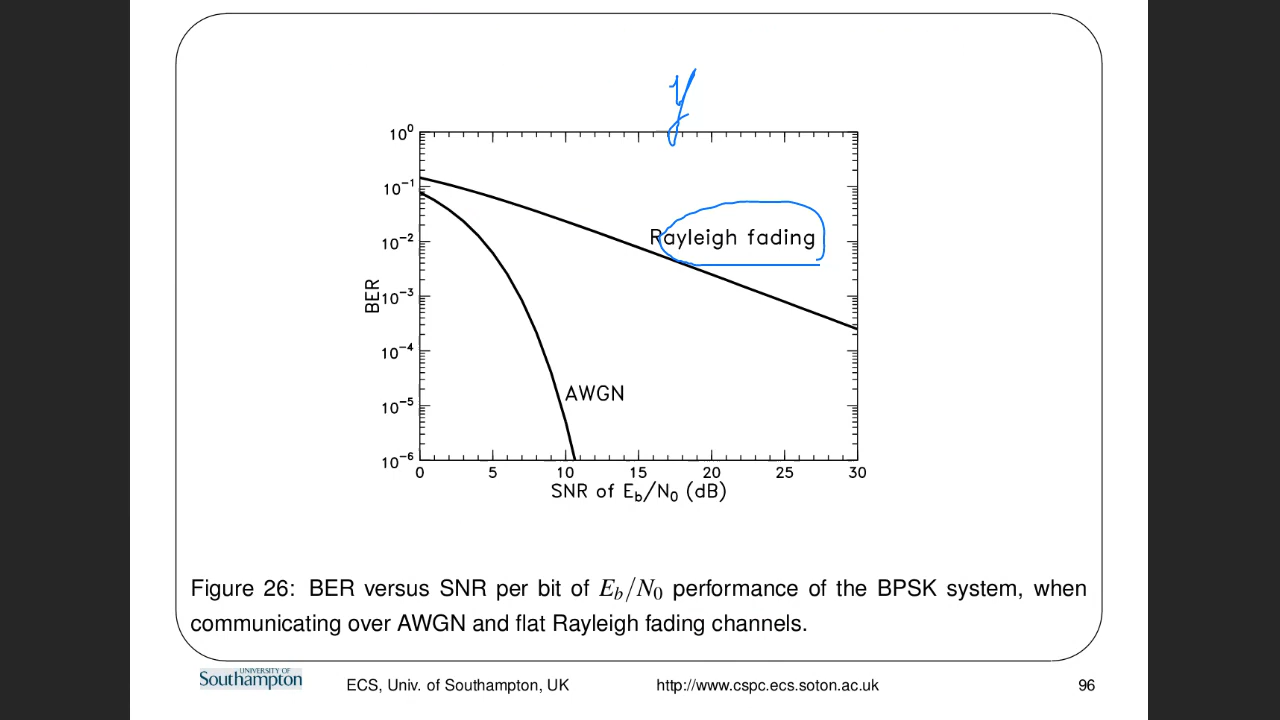 10^0
10^-1
10^-2
10^-3
10^-4
10^-5
10^-6
BER
Rayleigh fading
AWGN
0 5 10 15 20 25 30
SNR of E_b/N_0 (dB)
Figure 26: BER versus SNR per bit of E_b/N_0 performance of the BPSK system, when
communicating over AWGN and flat Rayleigh fading channels.
UNIVERSITY OF
Southampton
ECS, Univ. of Southampton, UK http://www.cspc.ecs.soton.ac.uk 96